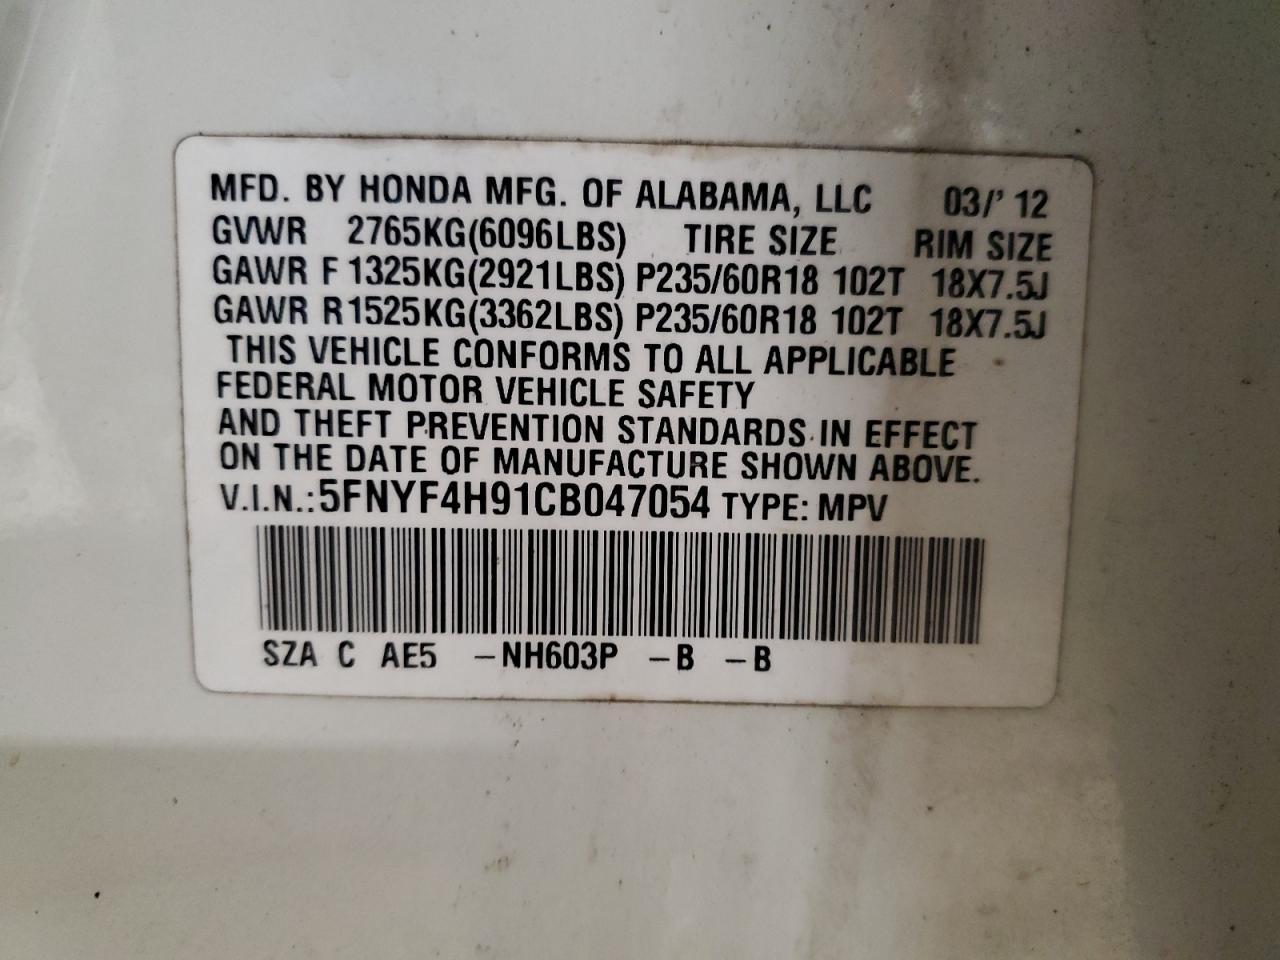 MFD. BY HONDA MFG. OF ALABAMA, LLC 03/' 12
GVWR 2765KG(6096LBS) TIRE SIZE RIM SIZE
GAWR F 1325KG(2921LBS) P235/60R18 102T 18X7.5J
GAWR R 1525KG(3362LBS) P235/60R18 102T 18X7.5J
THIS VEHICLE CONFORMS TO ALL APPLICABLE
FEDERAL MOTOR VEHICLE SAFETY
AND THEFT PREVENTION STANDARDS IN EFFECT
ON THE DATE OF MANUFACTURE SHOWN ABOVE.
V.I.N.: 5FNYF4H91CB047054 TYPE: MPV
SZA C AE5 –NH603P –B –B